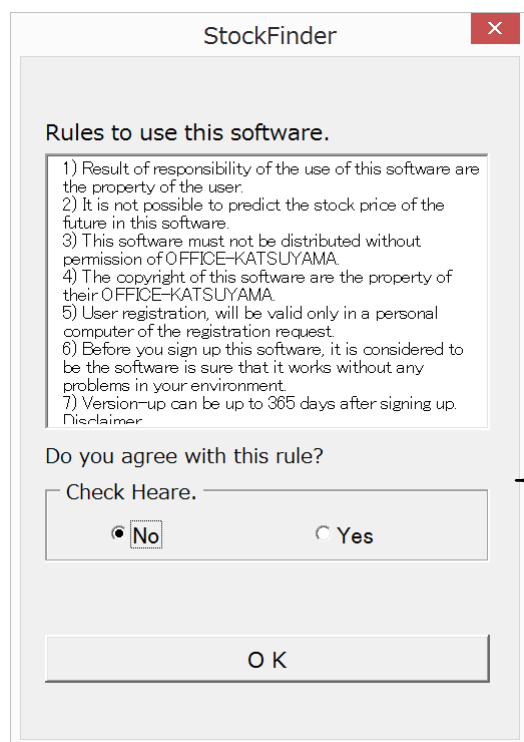 StockFinder
Rules to use this software.
1) Result of responsibility of the use of this software are
the property of the user.
2) It is not possible to predict the stock price of the
future in this software.
3) This software must not be distributed without
permission of OFFICE-KATSUYAMA.
4) The copyright of this software are the property of
their OFFICE-KATSUYAMA.
5) User registration, will be valid only in a personal
computer of the registration request.
6) Before you sign up this software, it is considered to
be the software is sure that it works without any
problems in your environment.
7) Version-up can be up to 365 days after signing up.
Disclaimer
Do you agree with this rule?
Check Heare.
No Yes
O K